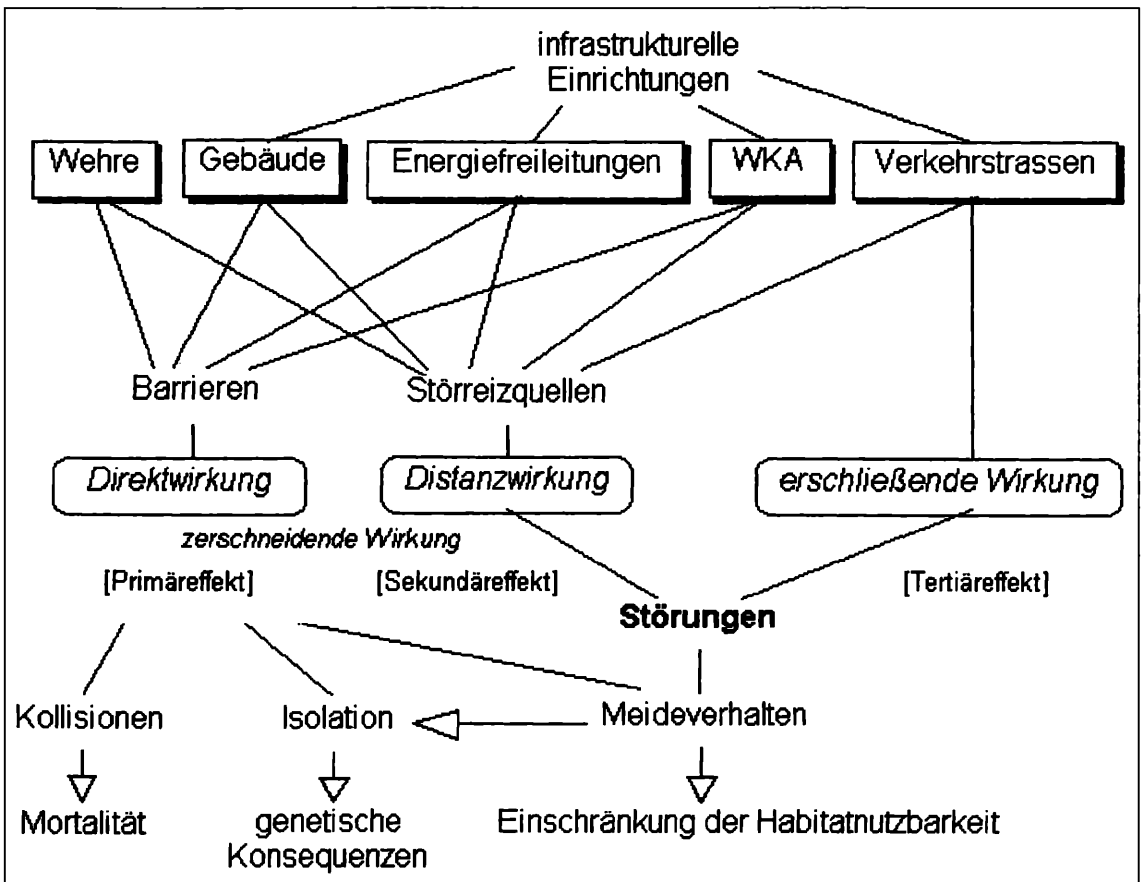 infrastrukturelle
Einrichtungen
Wehre Gebäude Energiefreileitungen WKA Verkehrstrassen
Barrieren Störreizquellen
Direktwirkung Distanzwirkung erschließende Wirkung
zerschneidende Wirkung
[Primäreffekt] [Sekundäreffekt] [Tertiäreffekt]
Störungen
Kollisionen Isolation Meideverhalten
Mortalität genetische Einschränkung der Habitatnutzbarkeit
Konsequenzen